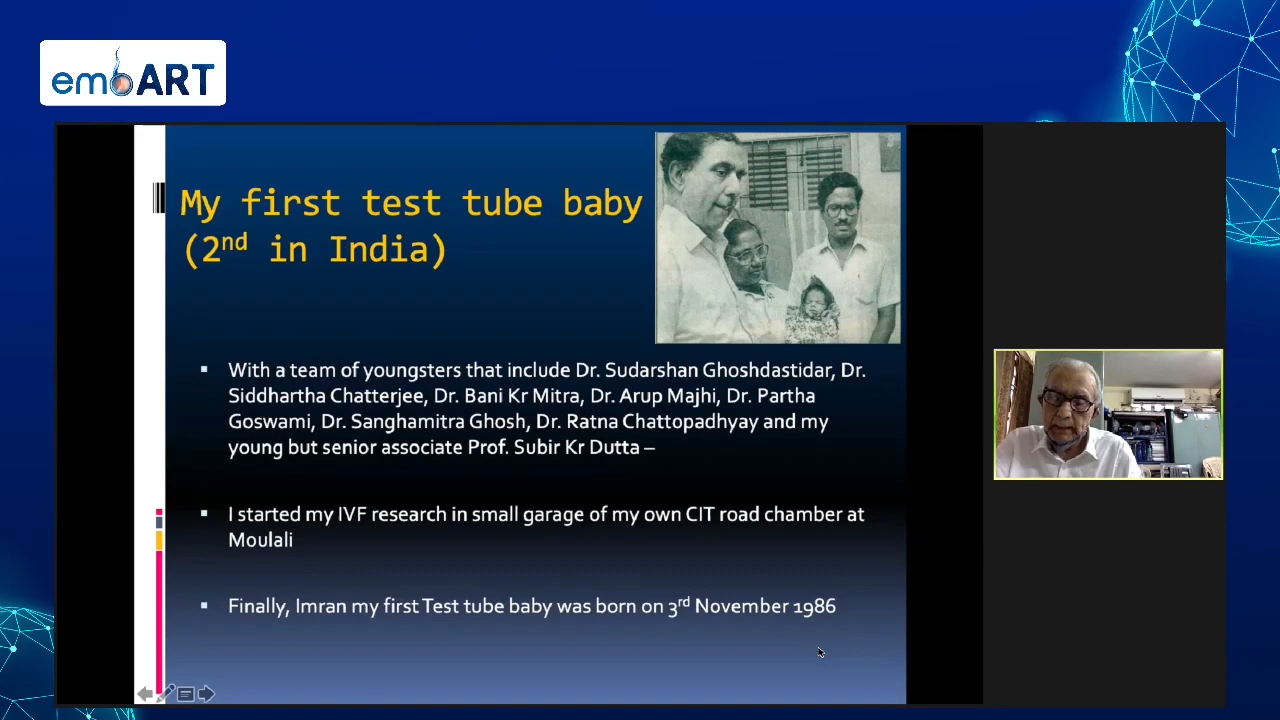 embART
My first test tube baby
(2nd in India)
▪ With a team of youngsters that include Dr. Sudarshan Ghoshdastidar, Dr.
Siddhartha Chatterjee, Dr. Bani Kr Mitra, Dr. Arup Majhi, Dr. Partha
Goswami, Dr. Sanghamitra Ghosh, Dr. Ratna Chattopadhyay and my
young but senior associate Prof. Subir Kr Dutta –
▪ I started my IVF research in small garage of my own CIT road chamber at
Moulali
▪ Finally, Imran my first Test tube baby was born on 3rd November 1986